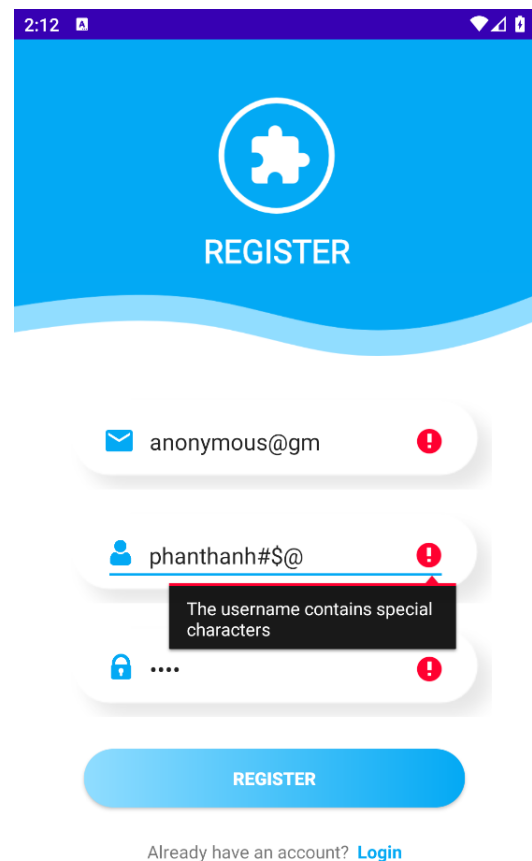 2:12
REGISTER
anonymous@gm
phanthanh#$@
The username contains special
characters
••••
REGISTER
Already have an account? Login